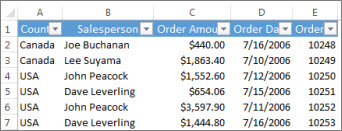 A B C D E
1 Count Salesperson Order Amou Order Da Order
2 Canada Joe Buchanan $440.00 7/16/2006 10248
3 Canada Lee Suyama $1,863.40 7/10/2006 10249
4 USA John Peacock $1,552.60 7/12/2006 10250
5 USA Dave Leverling $654.06 7/15/2006 10251
6 USA John Peacock $3,597.90 7/11/2006 10252
7 USA Dave Leverling $1,444.80 7/16/2006 10253